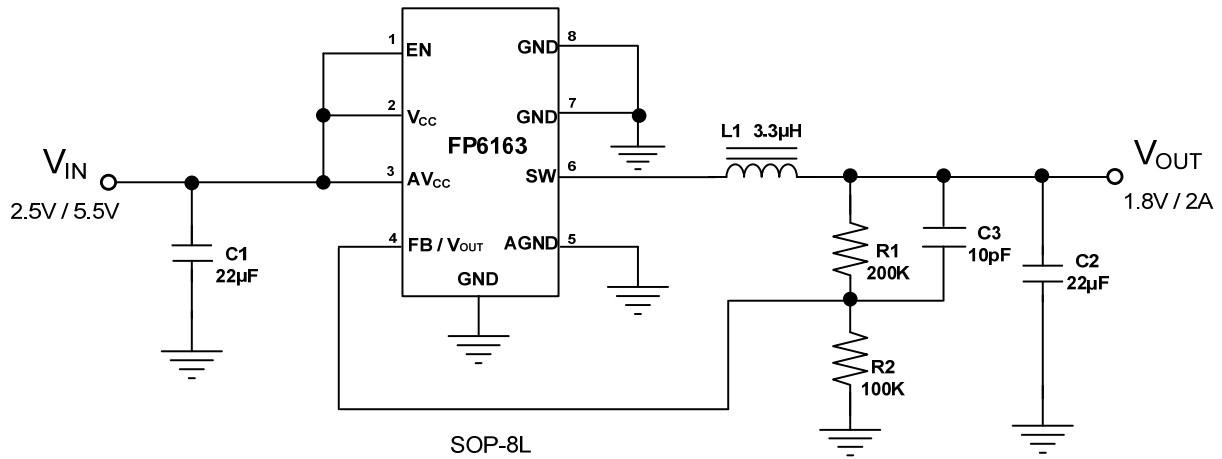 1
EN
GND
8
2
VCC
GND
7
FP6163
L1 3.3µH
VIN
3
AVCC
SW
6
VOUT
2.5V / 5.5V
1.8V / 2A
C1
22µF
4
FB / VOUT
AGND
5
GND
R1
200K
C3
10pF
C2
22µF
R2
100K
SOP-8L